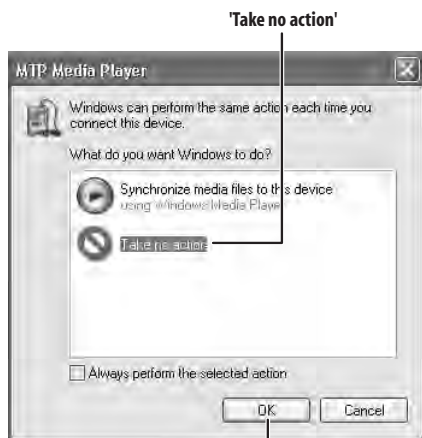 'Take no action'
MTP Media Player
Windows can perform the same action each time you
connect this device.
What do you want Windows to do?
Synchronize media files to this device
using Windows Media Player
Take no action
Always perform the selected action
OK
Cancel